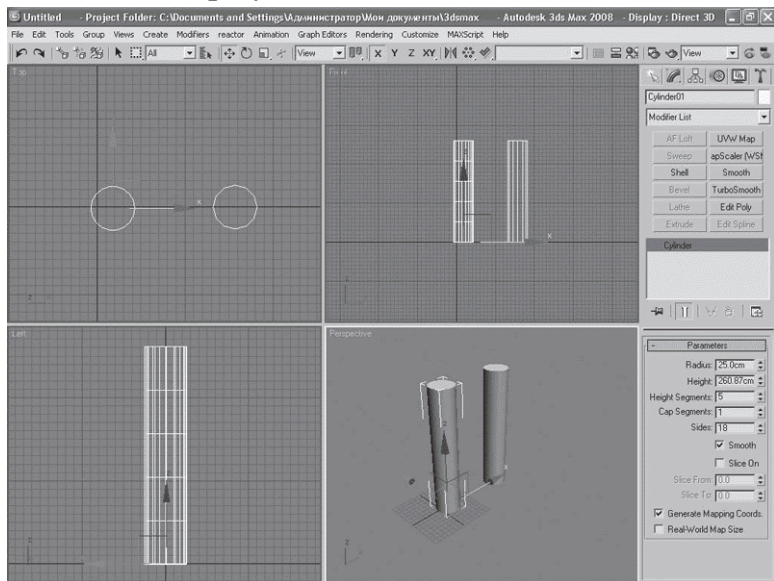 Untitled - Project Folder: C:\Documents and Settings\Администратор\Мои документы\3dsmax - Autodesk 3ds Max 2008 - Display : Direct 3D
File Edit Tools Group Views Create Modifiers reactor Animation Graph Editors Rendering Customize MAXScript Help
All View X Y Z XY View
Top Front
Cylinder01
Modifier List
AF Loft UVW Map
Sweep apScaler (WSM
Shell Smooth
Bevel TurboSmooth
Lathe Edit Poly
Extrude Edit Spline
Cylinder
Left Perspective
- Parameters
Radius: 25.0cm
Height: 260.87cm
Height Segments: 5
Cap Segments: 1
Sides: 18
Smooth
Slice On
Slice From: 0.0
Slice To: 0.0
Generate Mapping Coords.
Real-World Map Size